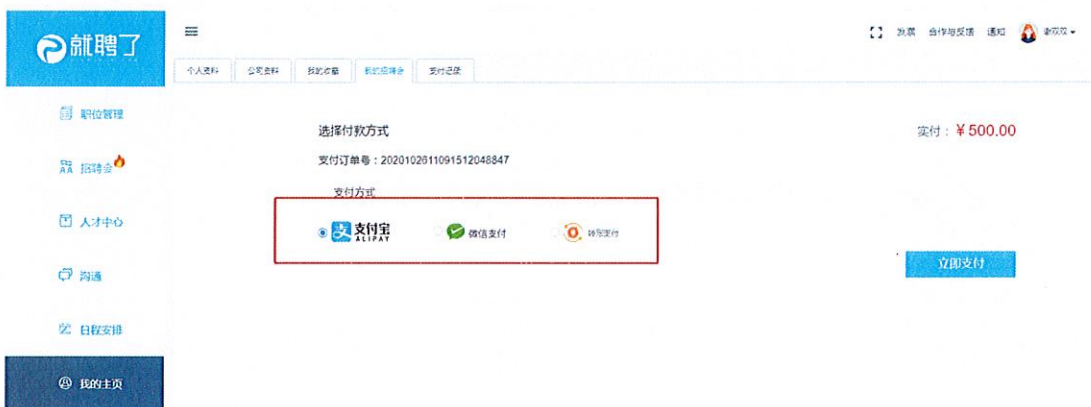 就聘了
发票 合作与反馈 通知
个人资料 公司资料 我的收藏 我的招聘会 支付记录
职位管理
选择付款方式
实付：￥500.00
支付订单号：2020102611091512048847
招聘会
支付方式
人才中心
支付宝 微信支付 转账支付
ALIPAY
立即支付
沟通
日程安排
我的主页